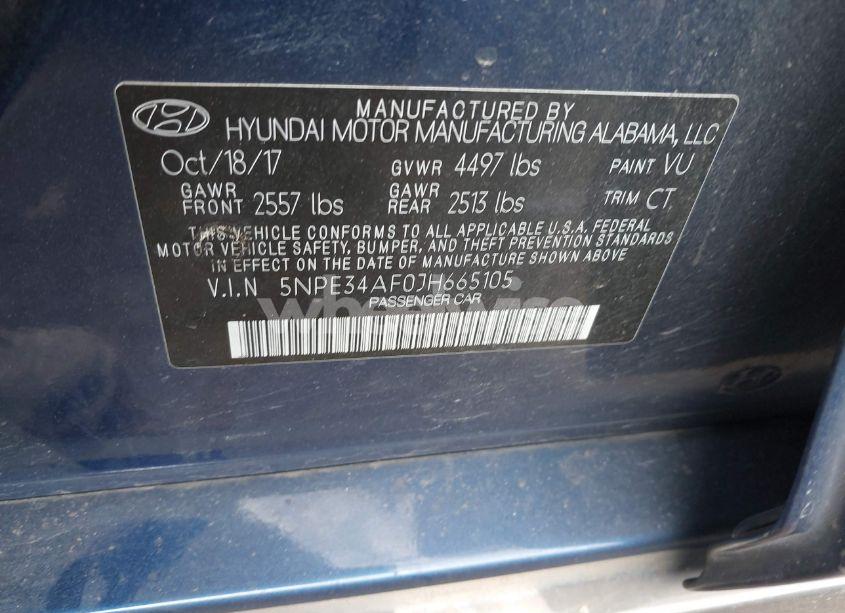 MANUFACTURED BY
HYUNDAI MOTOR MANUFACTURING ALABAMA, LLC
Oct/18/17 GVWR 4497 lbs PAINT VU
GAWR FRONT 2557 lbs GAWR REAR 2513 lbs TRIM CT
THIS VEHICLE CONFORMS TO ALL APPLICABLE U.S.A. FEDERAL
MOTOR VEHICLE SAFETY, BUMPER, AND THEFT PREVENTION STANDARDS
IN EFFECT ON THE DATE OF MANUFACTURE SHOWN ABOVE
V.I.N 5NPE34AF0JH665105
PASSENGER CAR